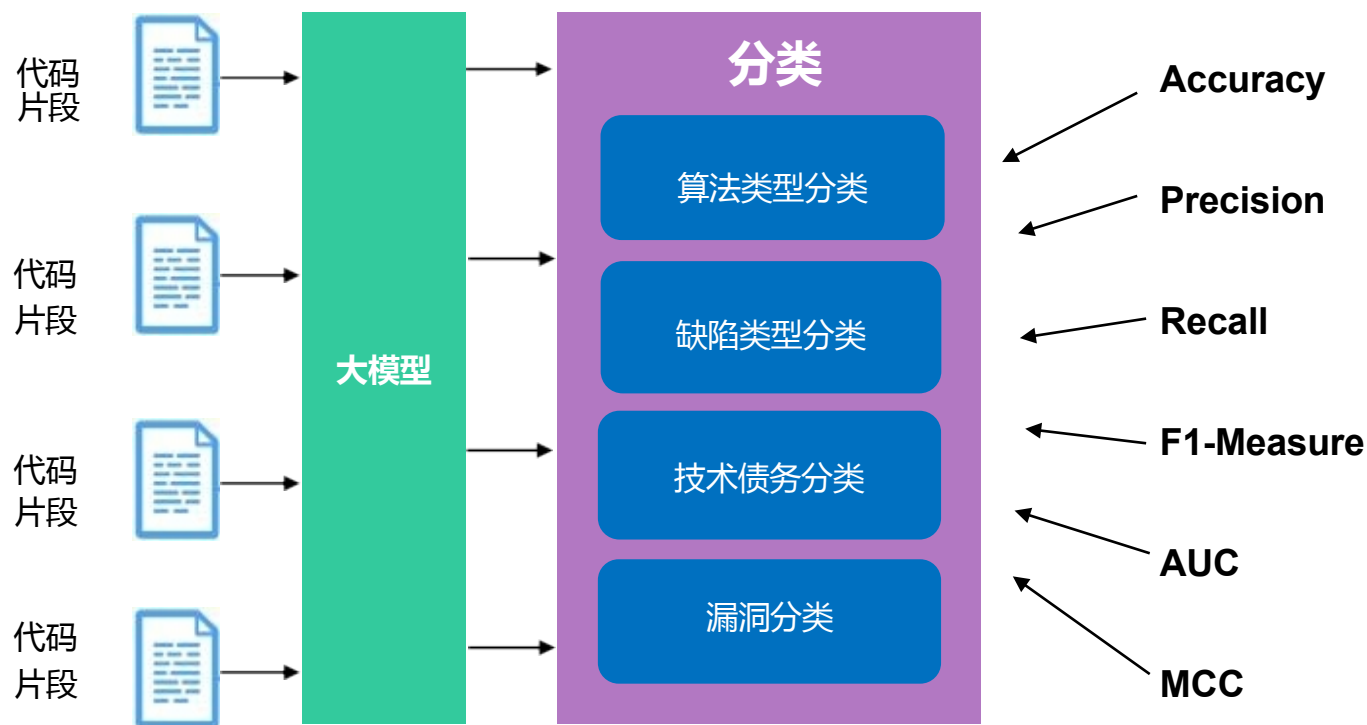 代码
片段
代码
片段
代码
片段
代码
片段
大模型
分类
算法类型分类
缺陷类型分类
技术债务分类
漏洞分类
Accuracy
Precision
Recall
F1-Measure
AUC
MCC